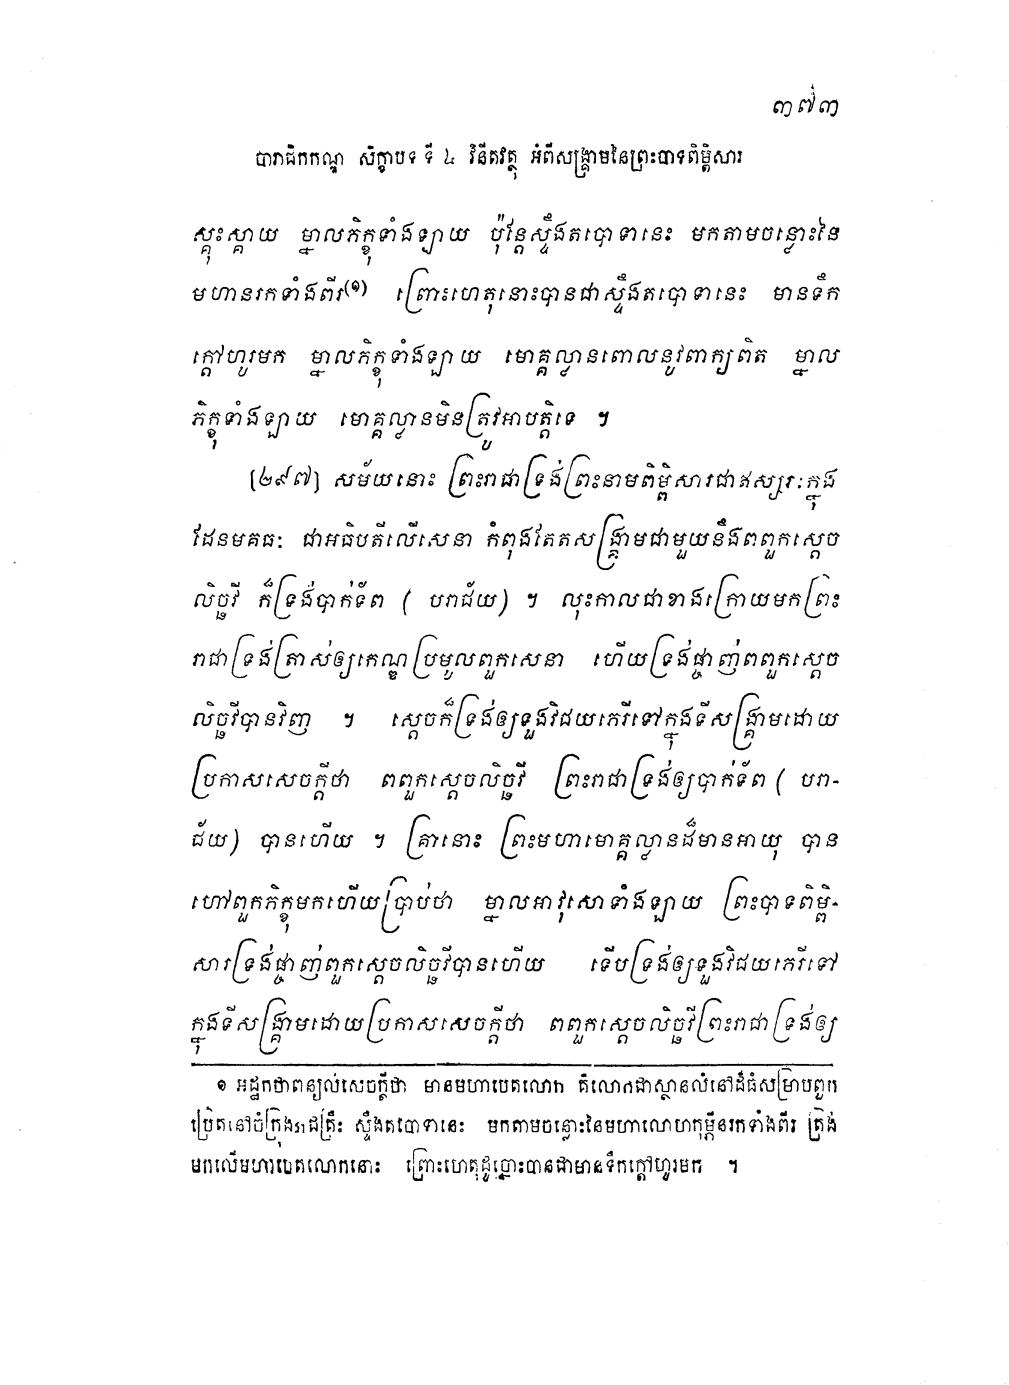 ៣៧៣
បារាជិកកណ្ឌ សិក្ខាបទ ទី ៤ វិនីតវត្ថុ អំពីសង្គ្រាមនៃព្រះបាទពិម្ពិសារ
ស្គុះស្គាយ ម្នាលភិក្ខុទាំងឡាយ ប៉ុន្តែស្ទឹងតបោទានេះ មកតាមចន្លោះនៃ
មហានរកទាំងពីរ(១) ព្រោះហេតុនោះបានជាស្ទឹងតបោទានេះ មានទឹក
ក្តៅហូរមក ម្នាលភិក្ខុទាំងឡាយ មោគ្គល្លានពោលនូវពាក្យពិត ម្នាល
ភិក្ខុទាំងឡាយ មោគ្គល្លានមិនត្រូវអាបត្តិទេ ។
[២៩៧] សម័យនោះ ព្រះរាជាទ្រង់ព្រះនាមពិម្ពិសារជាឥស្សរៈក្នុង
ដែនមគធៈ ជាអធិបតីលើសេនា កំពុងតែតសង្គ្រាមជាមួយនឹងពពួកស្តេច
លិច្ឆវី ក៏ទ្រង់បាក់ទ័ព ( បរាជ័យ) ។ លុះកាលជាខាងក្រោយមកព្រះ
រាជាទ្រង់ត្រាស់ឲ្យកេណ្ឌប្រមូលពួកសេនា ហើយទ្រង់ផ្ចាញ់ពពួកស្តេច
លិច្ឆវីបានវិញ ។ ស្តេចក៏ទ្រង់ឲ្យទួងវិជយភេរីទៅក្នុងទីសង្គ្រាមដោយ
ប្រកាសសេចក្តីថា ពពួកស្តេចលិច្ឆវី ព្រះរាជាទ្រង់ឲ្យបាក់ទ័ព ( បរា-
ជ័យ) បានហើយ ។ គ្រានោះ ព្រះមហាមោគ្គល្លានដ៏មានអាយុ បាន
ហៅពួកភិក្ខុមកហើយប្រាប់ថា ម្នាលអាវុសោទាំងឡាយ ព្រះបាទពិម្ពិ-
សារទ្រង់ផ្ចាញ់ពួកស្តេចលិច្ឆវីបានហើយ ទើបទ្រង់ឲ្យទួងវិជយភេរីទៅ
ក្នុងទីសង្គ្រាមដោយប្រកាសសេចក្តីថា ពពួកស្តេចលិច្ឆវីព្រះរាជាទ្រង់ឲ្យ
១ អដ្ឋកថាពន្យល់សេចក្តីថា មានមហាបេតលោក គឺលោកជាស្ថានលំនៅដ៏ធំសម្រាប់ពួក
ប្រេតនៅចំក្រុងរាជគ្រឹះ ស្ទឹងតបោទានេះ មកតាមចន្លោះនៃមហាលោហកុម្ភីនរកទាំងពីរ ត្រង់
មកលើមហាបេតលោកនោះ ព្រោះហេតុដូច្នោះបានជាមានទឹកក្តៅហូរមក ។